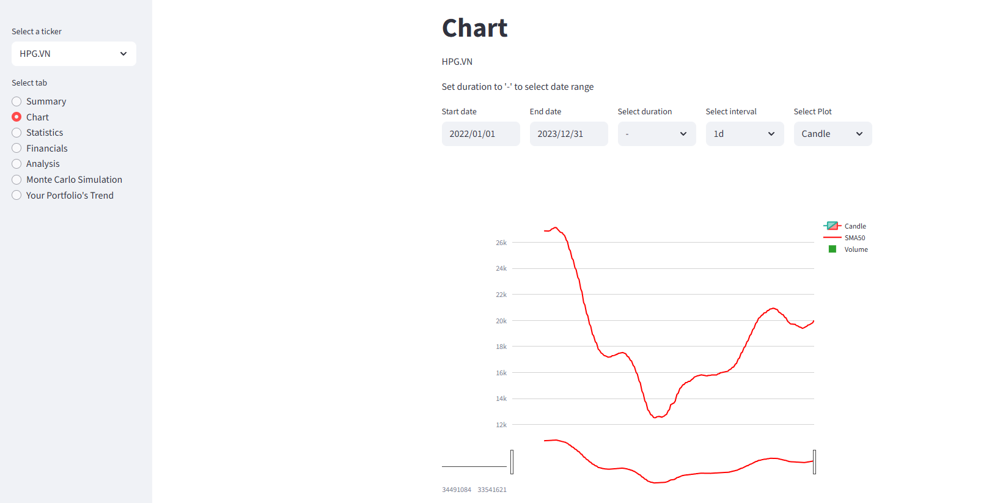 Select a ticker
HPG.VN
Select tab
Summary
Chart
Statistics
Financials
Analysis
Monte Carlo Simulation
Your Portfolio's Trend
Chart
HPG.VN
Set duration to '-' to select date range
Start date End date Select duration Select interval Select Plot
2022/01/01 2023/12/31 - 1d Candle
Candle
SMA50
Volume
26k
24k
22k
20k
18k
16k
14k
12k
34491084 33541621